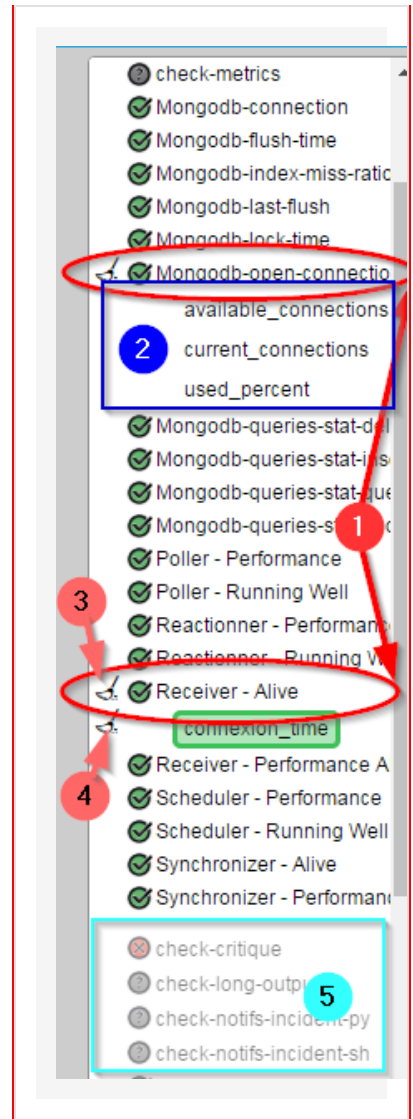 check-metrics
Mongodb-connection
Mongodb-flush-time
Mongodb-index-miss-ratio
Mongodb-last-flush
Mongodb-lock-time
Mongodb-open-connectio
available_connections
2
current_connections
used_percent
Mongodb-queries-stat-del
Mongodb-queries-stat-ins
Mongodb-queries-stat-que
1
Poller - Performance
3
Poller - Running Well
Reactionner - Performanc
Reactionner - Running W
Receiver - Alive
connexion_time
Receiver - Performance A
4
Scheduler - Performance
Scheduler - Running Well
Synchronizer - Alive
Synchronizer - Performan
check-critique
check-long-outpu
5
check-notifs-incident-py
check-notifs-incident-sh